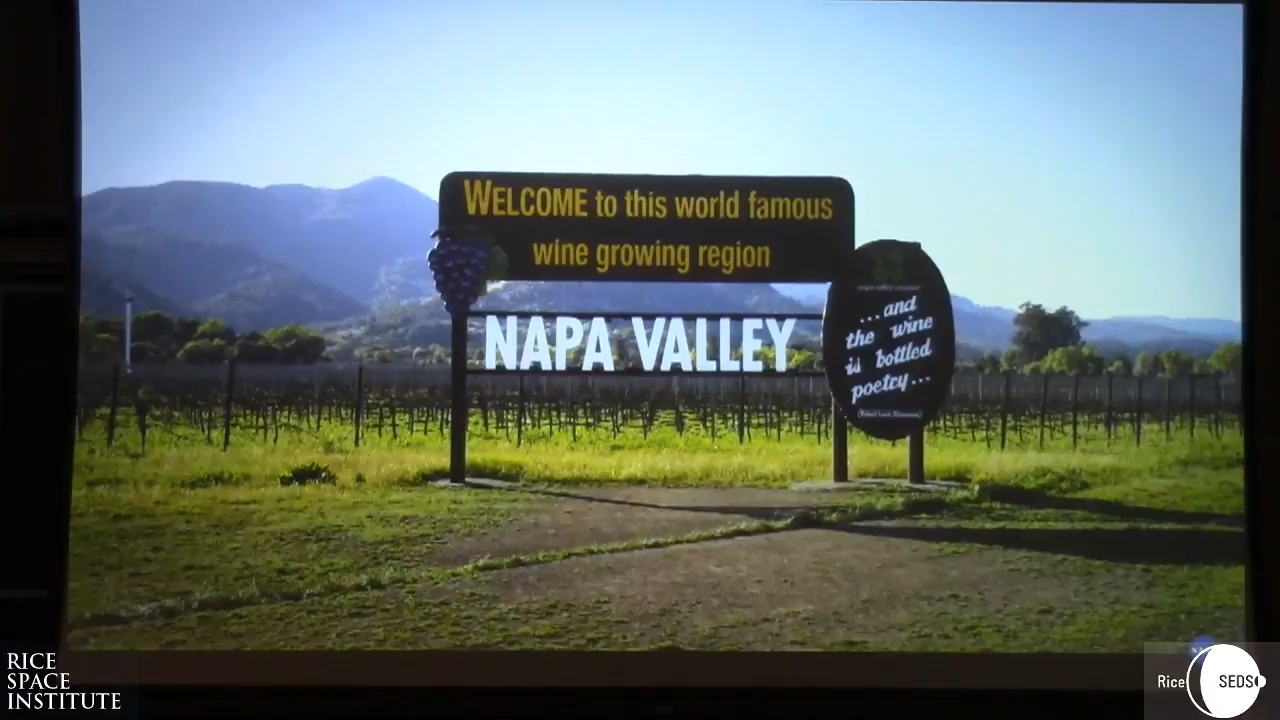 WELCOME to this world famous
wine growing region
NAPA VALLEY
...and
the wine
is bottled
poetry...
RICE
SPACE
INSTITUTE
Rice SEDS